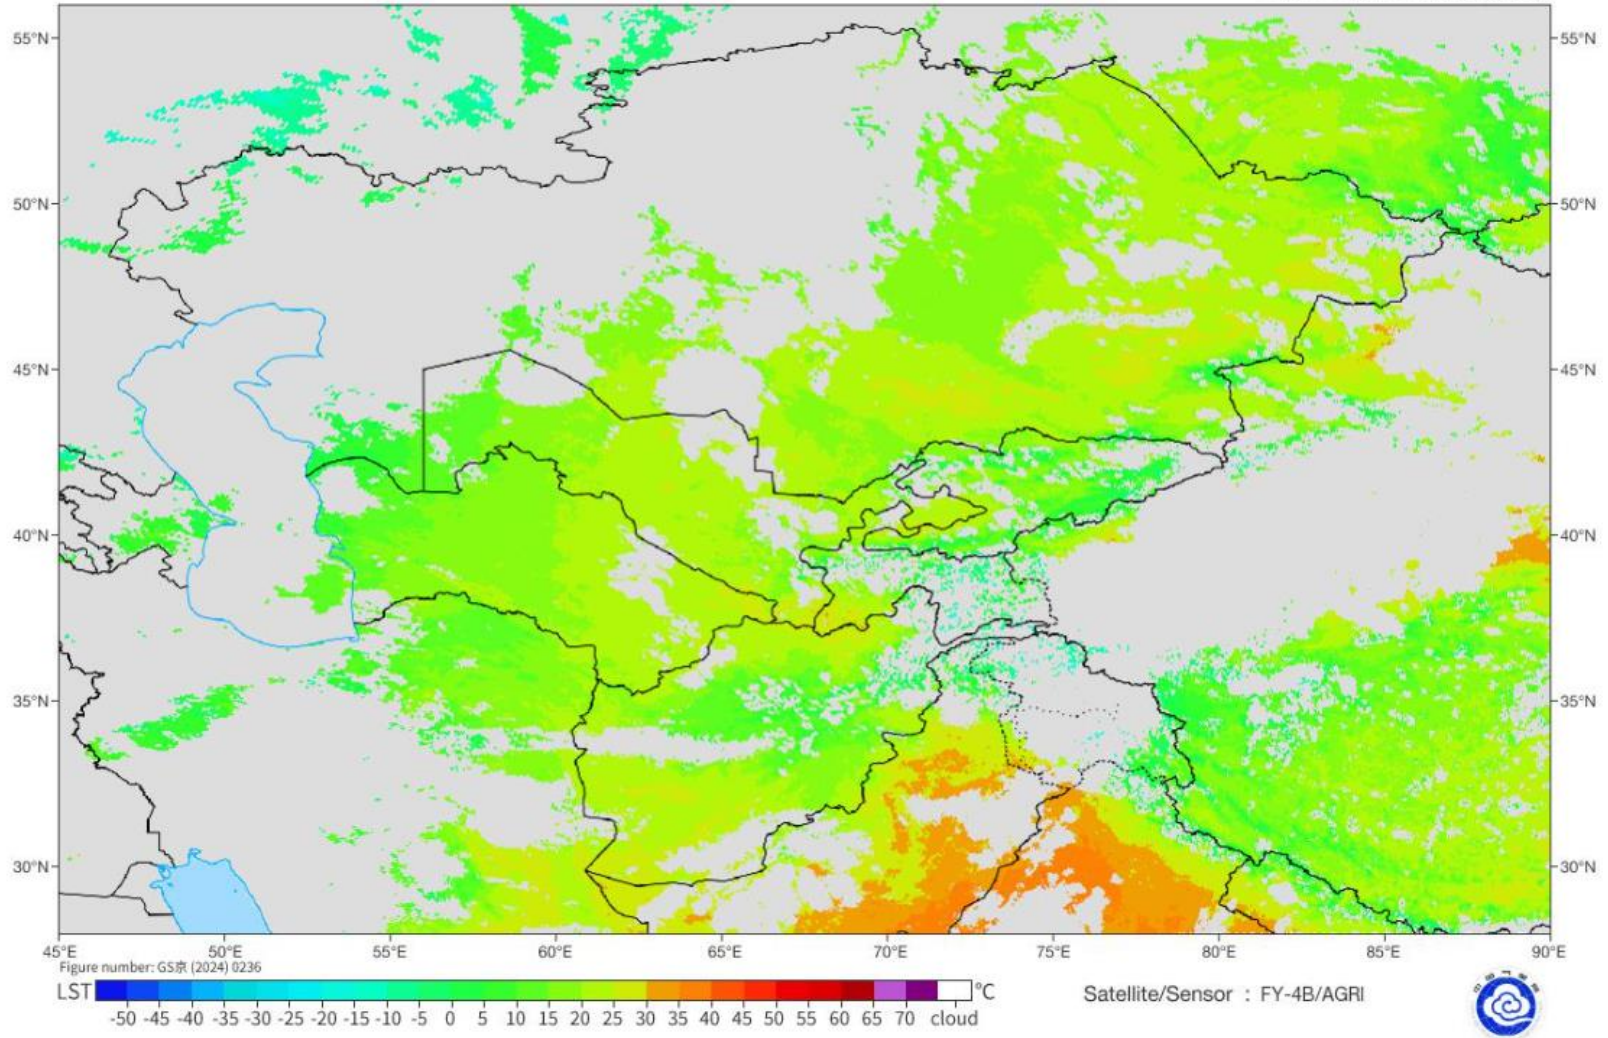 55°N 55°N
50°N 50°N
45°N 45°N
40°N 40°N
35°N 35°N
30°N 30°N
45°E 50°E 55°E 60°E 65°E 70°E 75°E 80°E 85°E 90°E
Figure number: GS京 (2024) 0236
LST °C
-50 -45 -40 -35 -30 -25 -20 -15 -10 -5 0 5 10 15 20 25 30 35 40 45 50 55 60 65 70 cloud
Satellite/Sensor : FY-4B/AGRI